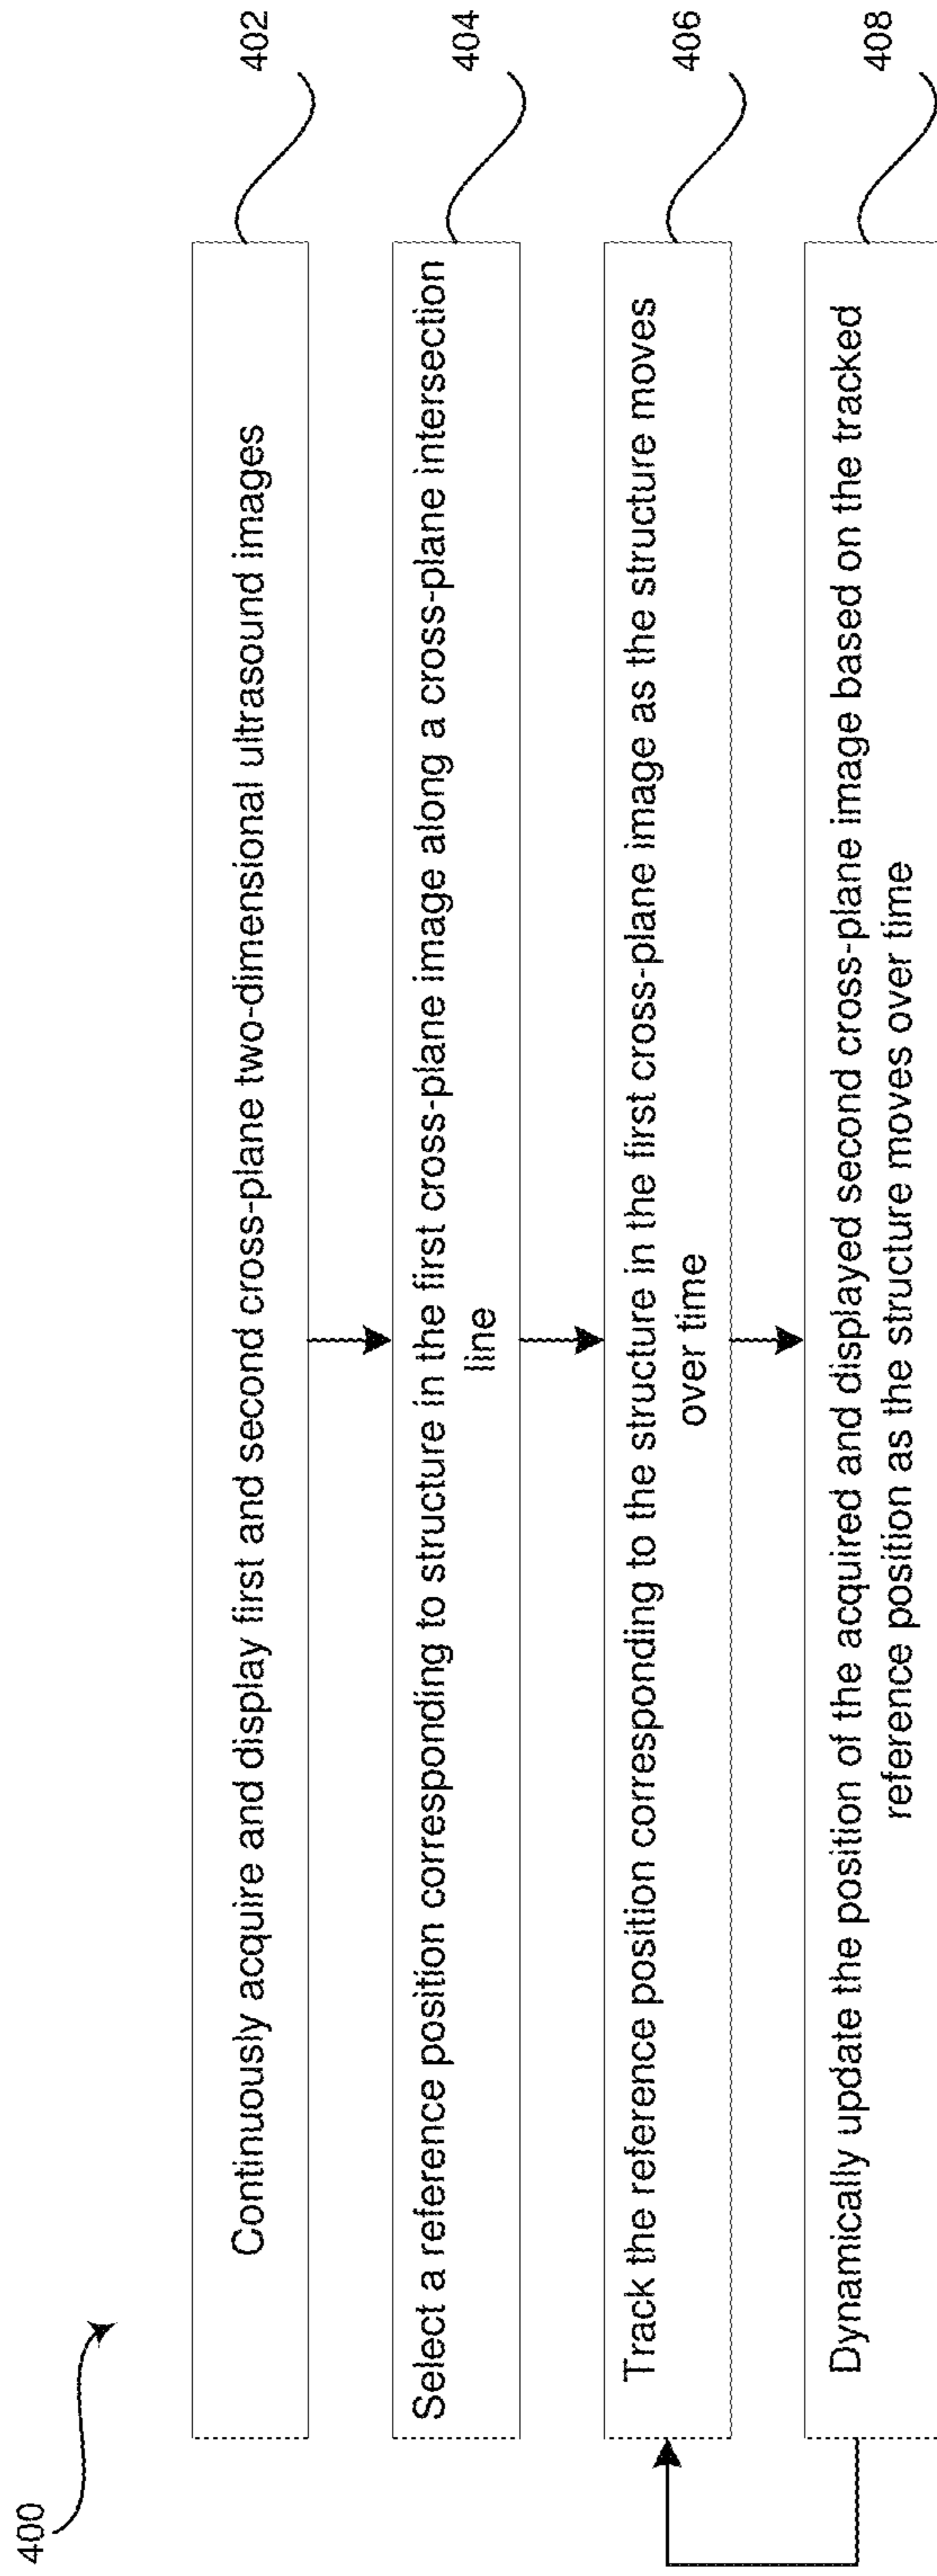 400
Continuously acquire and display first and second cross-plane two-dimensional ultrasound images
402
Select a reference position corresponding to structure in the first cross-plane image along a cross-plane intersection
line
404
Track the reference position corresponding to the structure in the first cross-plane image as the structure moves
over time
406
Dynamically update the position of the acquired and displayed second cross-plane image based on the tracked
reference position as the structure moves over time
408